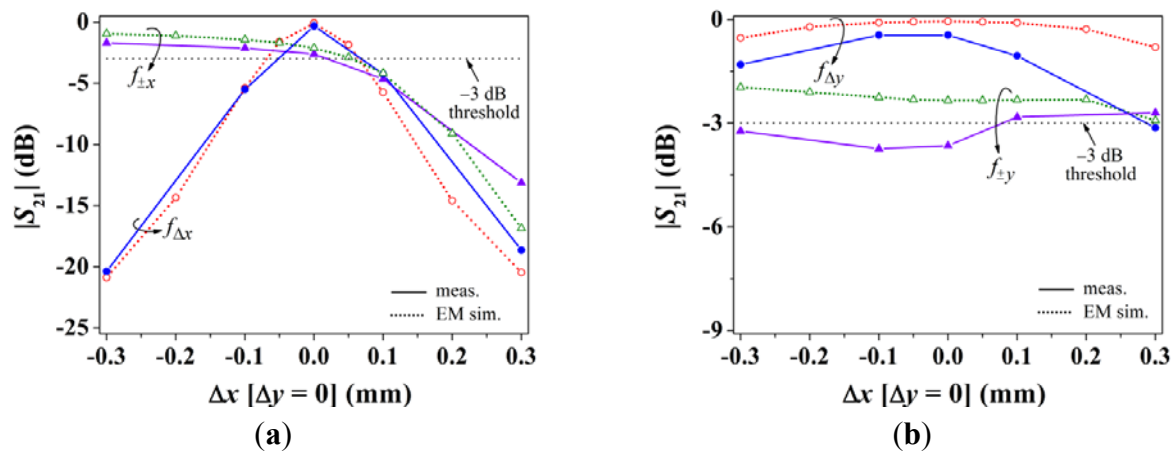 0
-5
-10
-15
-20
-25
|S21| (dB)
f±x
fΔx
−3 dB
threshold
meas.
EM sim.
-0.3 -0.2 -0.1 0.0 0.1 0.2 0.3
Δx [Δy = 0] (mm)
(a)
0
-3
-6
-9
|S21| (dB)
fΔy
f±y
−3 dB
threshold
meas.
EM sim.
-0.3 -0.2 -0.1 0.0 0.1 0.2 0.3
Δx [Δy = 0] (mm)
(b)